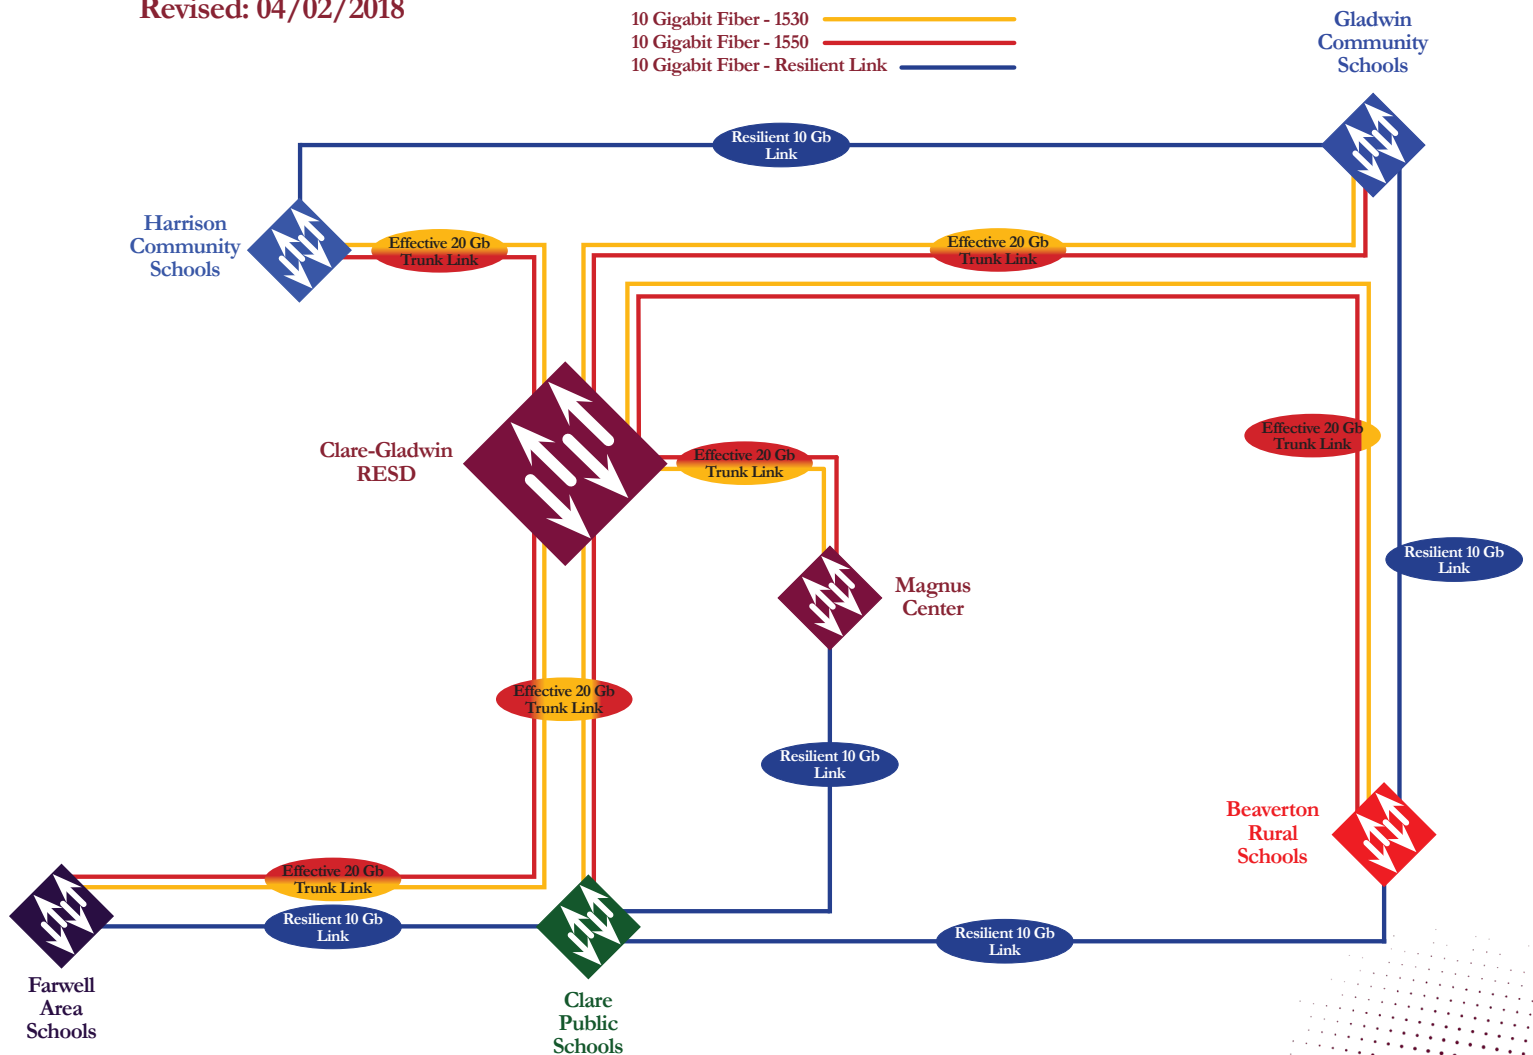 Revised: 04/02/2018
10 Gigabit Fiber - 1530
10 Gigabit Fiber - 1550
10 Gigabit Fiber - Resilient Link
Gladwin
Community
Schools
Resilient 10 Gb
Link
Harrison
Community
Schools
Effective 20 Gb
Trunk Link
Effective 20 Gb
Trunk Link
Clare-Gladwin
RESD
Effective 20 Gb
Trunk Link
Effective 20 Gb
Trunk Link
Resilient 10 Gb
Link
Magnus
Center
Effective 20 Gb
Trunk Link
Resilient 10 Gb
Link
Beaverton
Rural
Schools
Effective 20 Gb
Trunk Link
Resilient 10 Gb
Link
Resilient 10 Gb
Link
Farwell
Area
Schools
Clare
Public
Schools